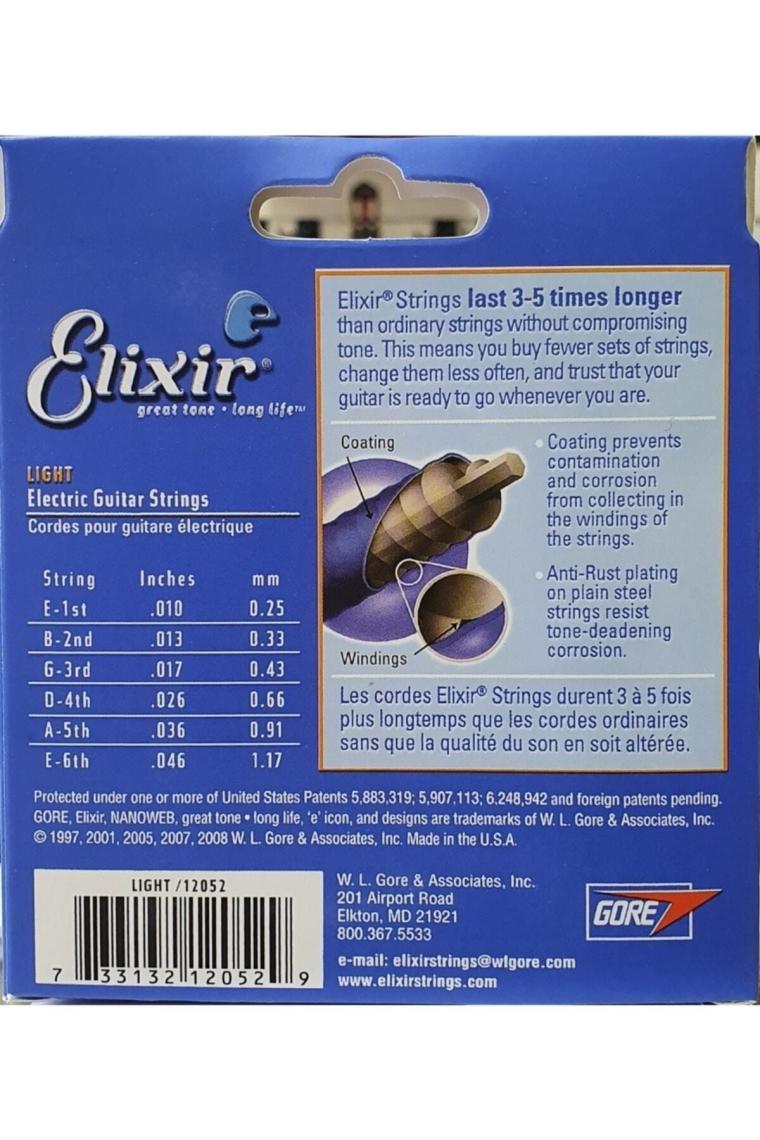 Elixir®
great tone • long life™
LIGHT
Electric Guitar Strings
Cordes pour guitare électrique
String Inches mm
E-1st .010 0.25
B-2nd .013 0.33
G-3rd .017 0.43
D-4th .026 0.66
A-5th .036 0.91
E-6th .046 1.17
Elixir® Strings last 3-5 times longer
than ordinary strings without compromising
tone. This means you buy fewer sets of strings,
change them less often, and trust that your
guitar is ready to go whenever you are.
Coating
Windings
• Coating prevents
contamination
and corrosion
from collecting in
the windings of
the strings.
• Anti-Rust plating
on plain steel
strings resist
tone-deadening
corrosion.
Les cordes Elixir® Strings durent 3 à 5 fois
plus longtemps que les cordes ordinaires
sans que la qualité du son en soit altérée.
Protected under one or more of United States Patents 5,883,319; 5,907,113; 6.248,942 and foreign patents pending.
GORE, Elixir, NANOWEB, great tone • long life, 'e' icon, and designs are trademarks of W. L. Gore & Associates, Inc.
© 1997, 2001, 2005, 2007, 2008 W. L. Gore & Associates, Inc. Made in the U.S.A.
LIGHT /12052
7 33132 12052 9
W. L. Gore & Associates, Inc.
201 Airport Road
Elkton, MD 21921
800.367.5533
e-mail: elixirstrings@wlgore.com
www.elixirstrings.com
GORE